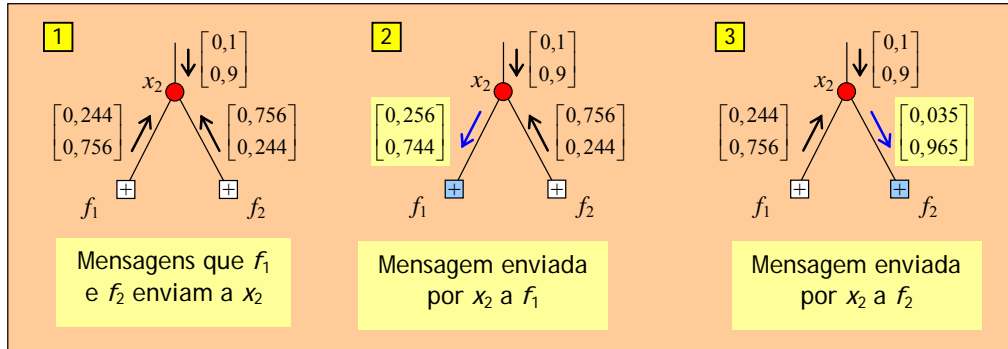 1
[0,1
0,9]
x2
[0,244
0,756]
[0,756
0,244]
f1
f2
Mensagens que f1
e f2 enviam a x2
2
[0,1
0,9]
x2
[0,256
0,744]
[0,756
0,244]
f1
f2
Mensagem enviada
por x2 a f1
3
[0,1
0,9]
x2
[0,244
0,756]
[0,035
0,965]
f1
f2
Mensagem enviada
por x2 a f2